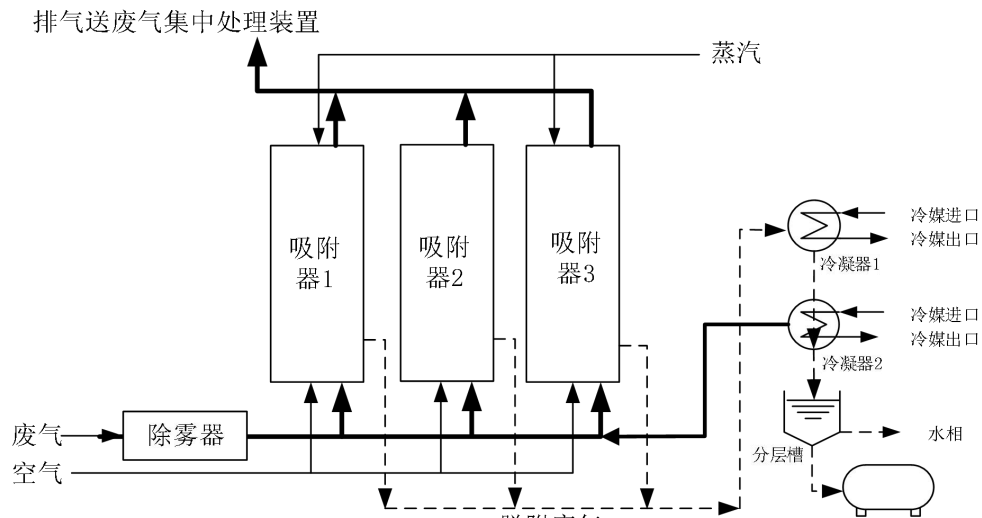 排气送废气集中处理装置
蒸汽
吸附
器1
吸附
器2
吸附
器3
冷媒进口
冷媒出口
冷凝器1
冷媒进口
冷媒出口
冷凝器2
废气
除雾器
空气
水相
分层槽